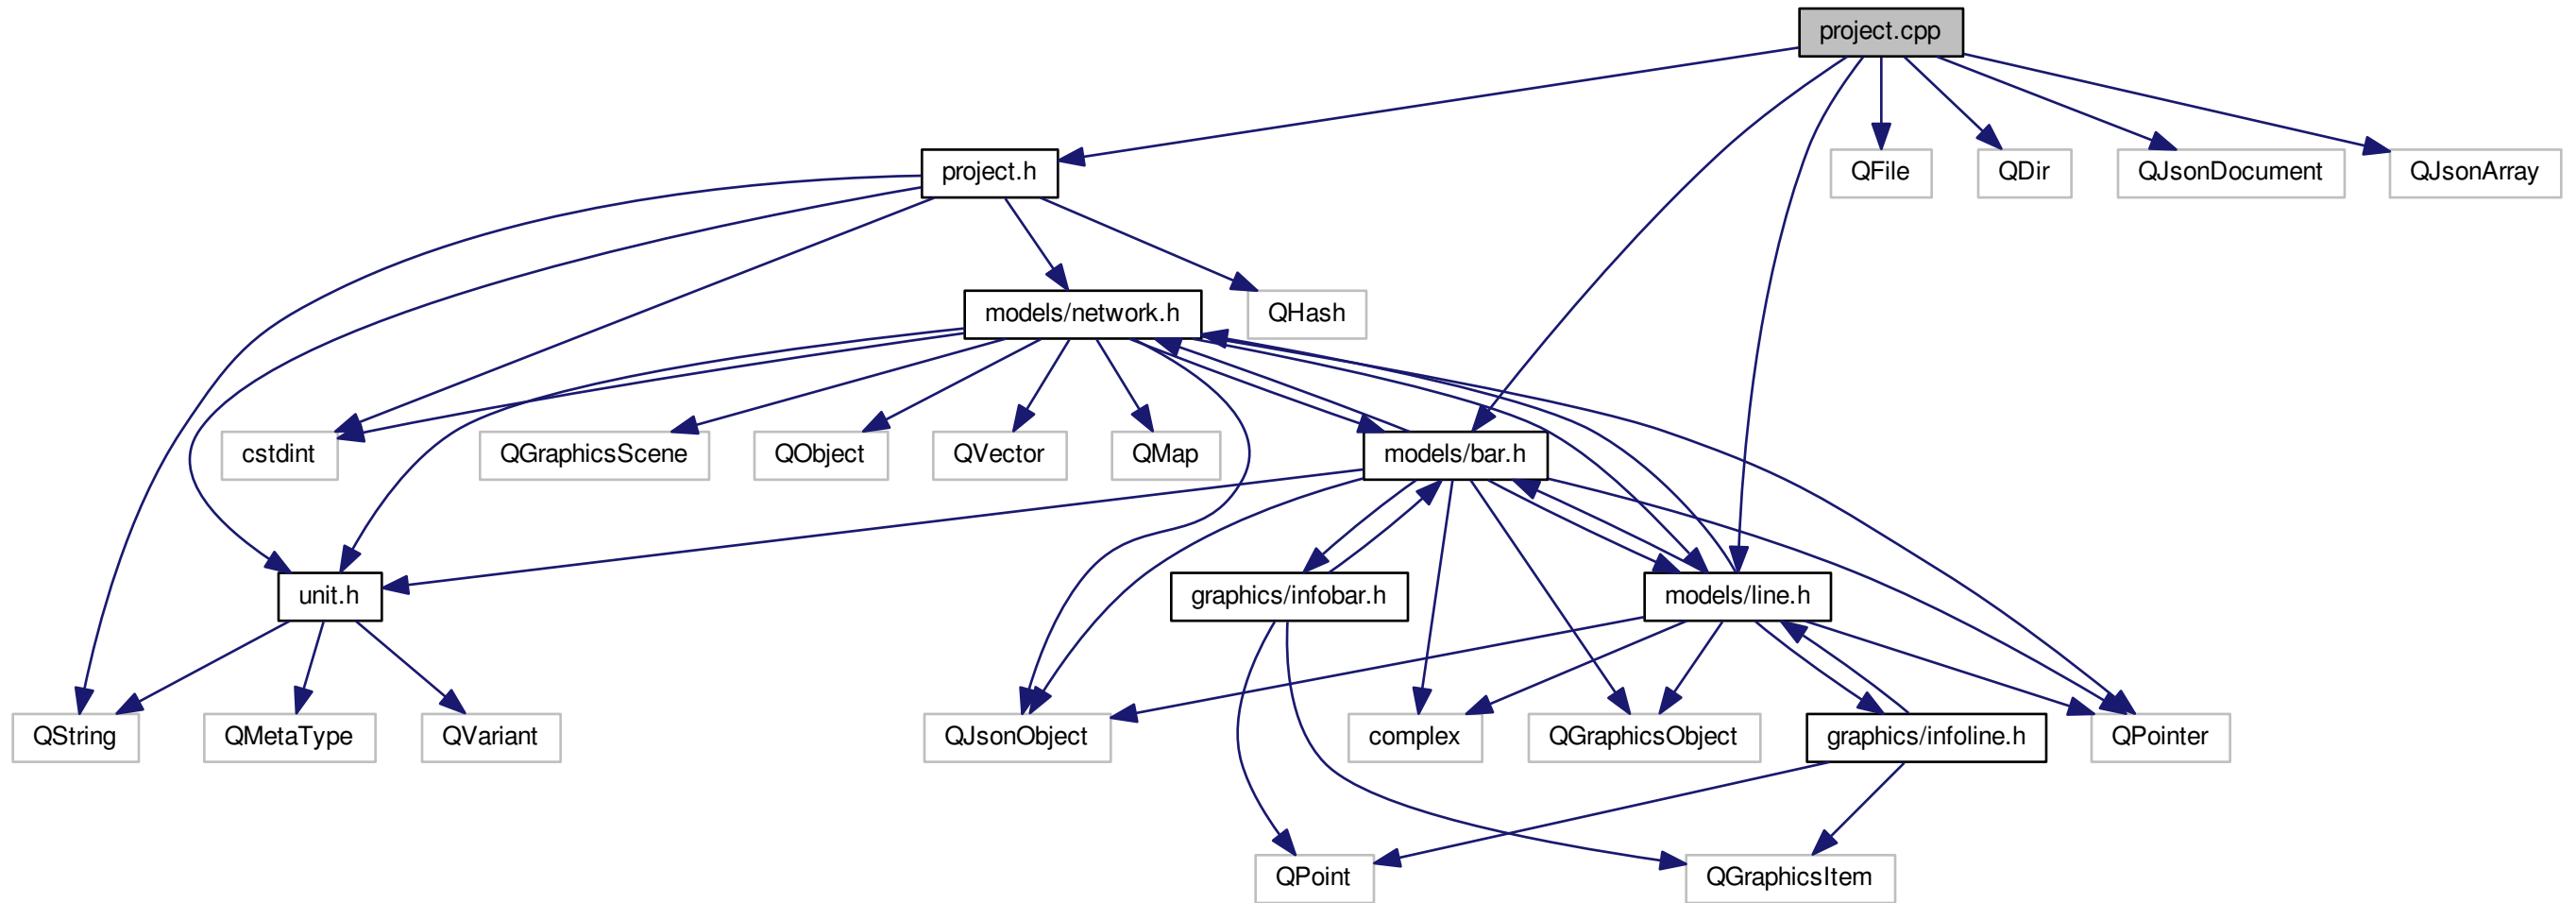 project.cpp
project.h
QFile
QDir
QJsonDocument
QJsonArray
models/network.h
QHash
cstdint
QGraphicsScene
QObject
QVector
QMap
models/bar.h
unit.h
graphics/infobar.h
models/line.h
QString
QMetaType
QVariant
QJsonObject
complex
QGraphicsObject
graphics/infoline.h
QPointer
QPoint
QGraphicsItem